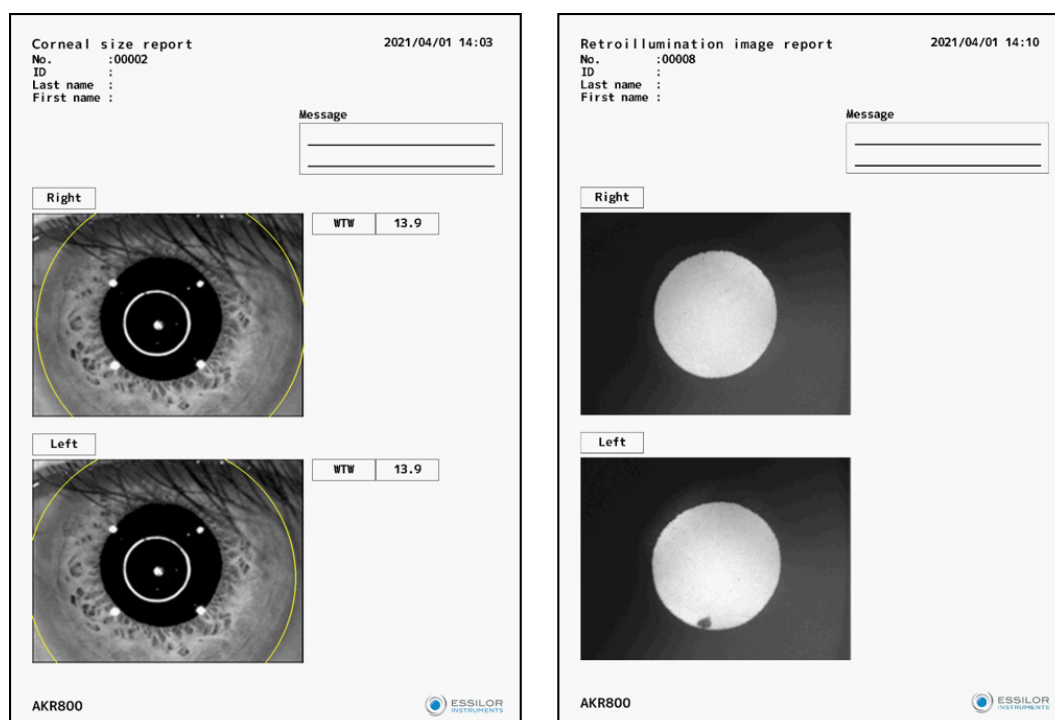 Corneal size report 2021/04/01 14:03
No. :00002
ID :
Last name :
First name :
Message
Right
WTW 13.9
Left
WTW 13.9
AKR800 ESSILOR
INSTRUMENTS
Retroillumination image report 2021/04/01 14:10
No. :00008
ID :
Last name :
First name :
Message
Right
Left
AKR800 ESSILOR
INSTRUMENTS